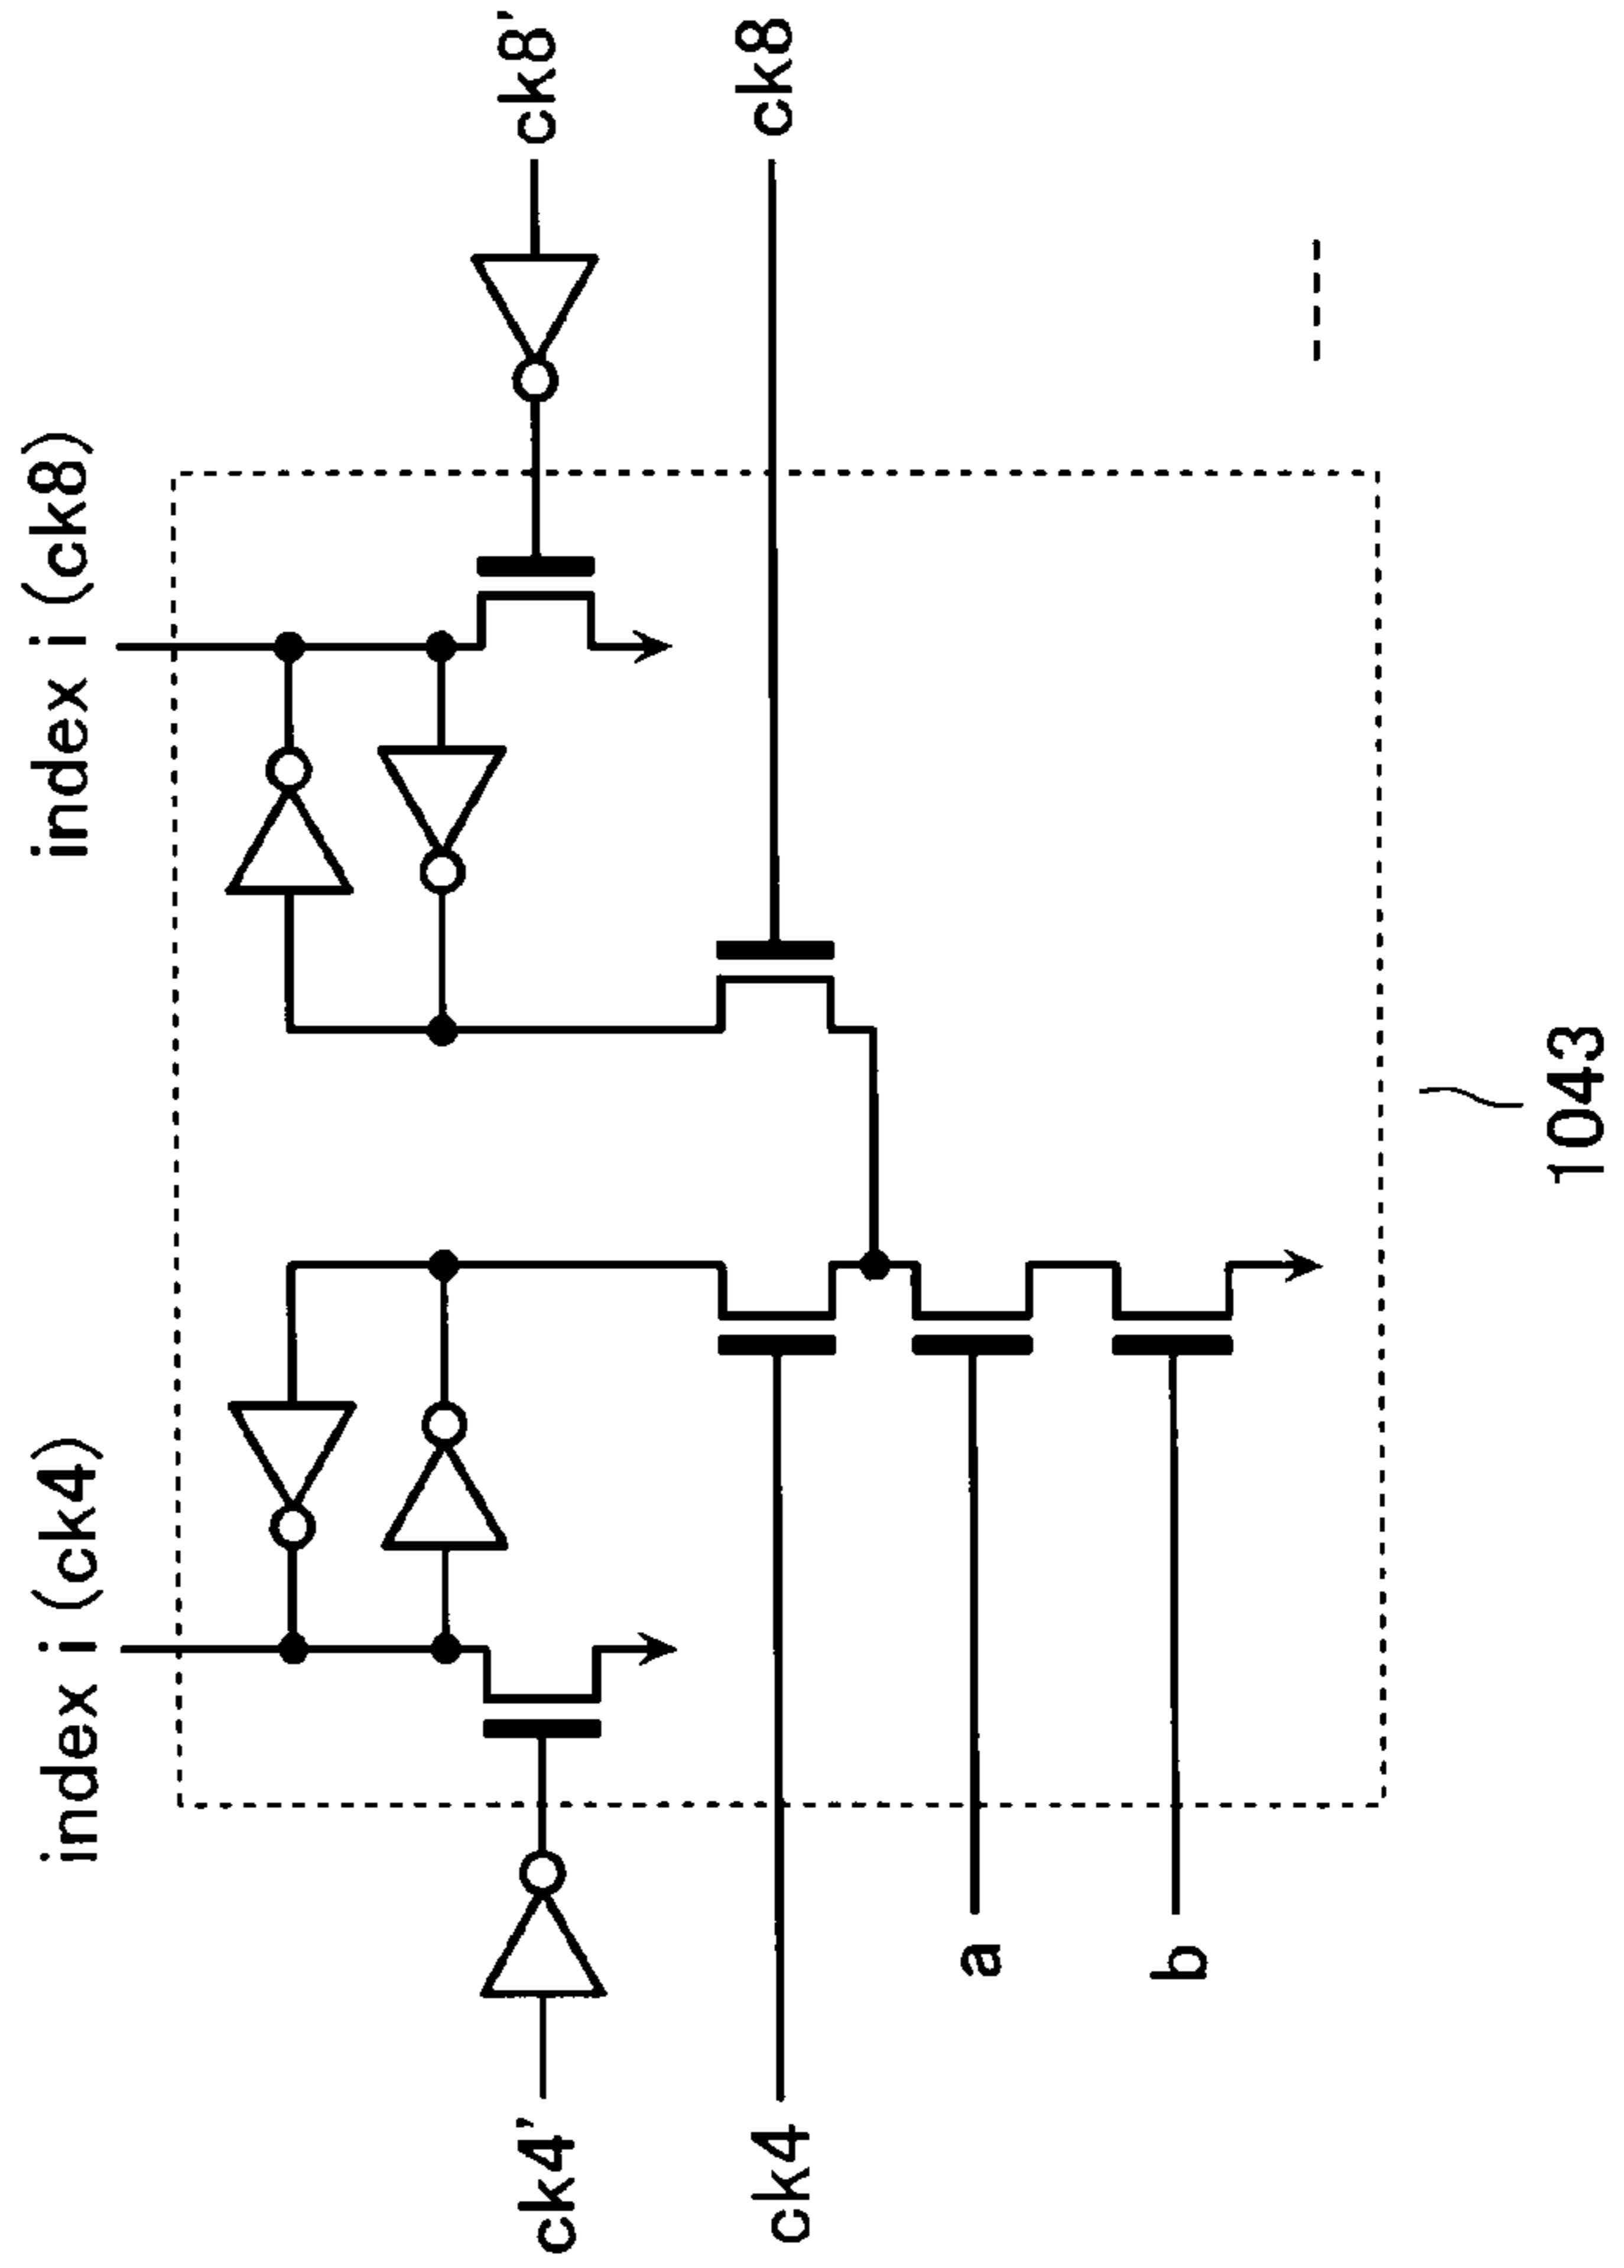 index i(ck4)
index i(ck8)
ck4'
ck8'
ck4
ck8
a
b
1043